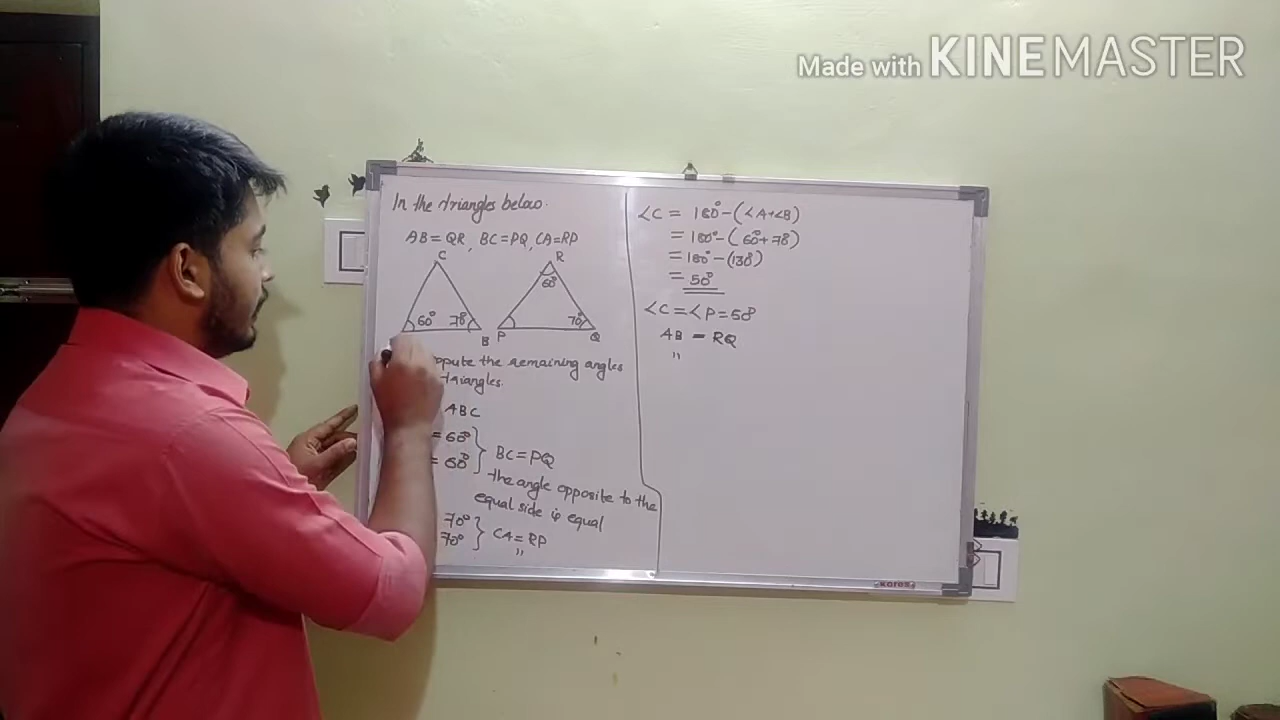 Made with KINEMASTER
In the triangles below.
AB = QR, BC = PQ, CA = RP
C R
60°
60° 70° 70°
B P Q
the remaining angles
triangles.
ABC
= 60°
= 60° } BC = PQ
the angle opposite to the
equal side is equal
70°
70° } CA = RP
"
∠C = 180° - (∠A+∠B)
= 180° - (60°+70°)
= 180° - (130°)
= 50°
∠C = ∠P = 50°
AB = RQ
"
KOREX